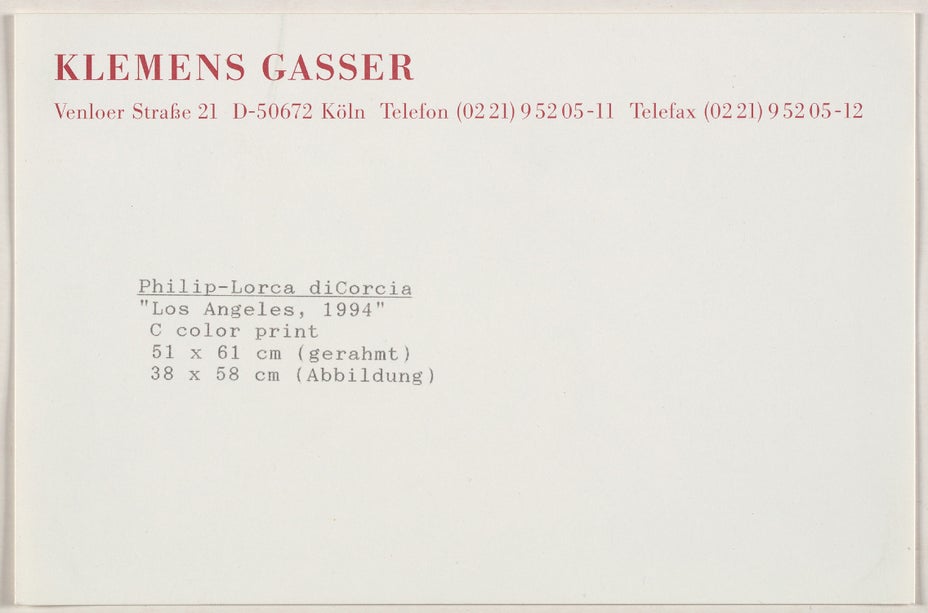 KLEMENS GASSER
Venloer Straße 21 D-50672 Köln Telefon (02 21) 9 52 05-11 Telefax (02 21) 9 52 05-12
Philip-Lorca diCorcia
"Los Angeles, 1994"
C color print
51 x 61 cm (gerahmt)
38 x 58 cm (Abbildung)